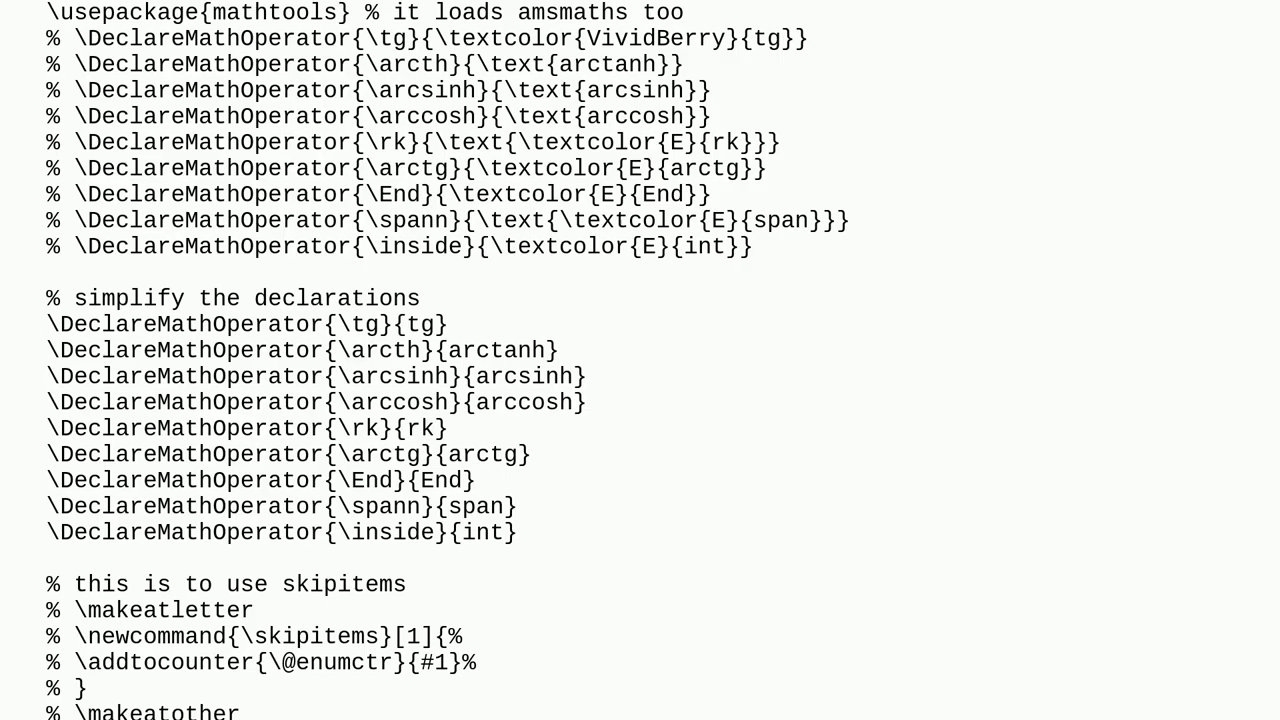 \usepackage{mathtools} % it loads amsmaths too
% \DeclareMathOperator{\tg}{\textcolor{VividBerry}{tg}}
% \DeclareMathOperator{\arcth}{\text{arctanh}}
% \DeclareMathOperator{\arcsinh}{\text{arcsinh}}
% \DeclareMathOperator{\arccosh}{\text{arccosh}}
% \DeclareMathOperator{\rk}{\text{\textcolor{E}{rk}}}
% \DeclareMathOperator{\arctg}{\textcolor{E}{arctg}}
% \DeclareMathOperator{\End}{\textcolor{E}{End}}
% \DeclareMathOperator{\spann}{\text{\textcolor{E}{span}}}
% \DeclareMathOperator{\inside}{\textcolor{E}{int}}

% simplify the declarations
\DeclareMathOperator{\tg}{tg}
\DeclareMathOperator{\arcth}{arctanh}
\DeclareMathOperator{\arcsinh}{arcsinh}
\DeclareMathOperator{\arccosh}{arccosh}
\DeclareMathOperator{\rk}{rk}
\DeclareMathOperator{\arctg}{arctg}
\DeclareMathOperator{\End}{End}
\DeclareMathOperator{\spann}{span}
\DeclareMathOperator{\inside}{int}

% this is to use skipitems
% \makeatletter
% \newcommand{\skipitems}[1]{%
% \addtocounter{\@enumctr}{#1}%
% }
% \makeatother